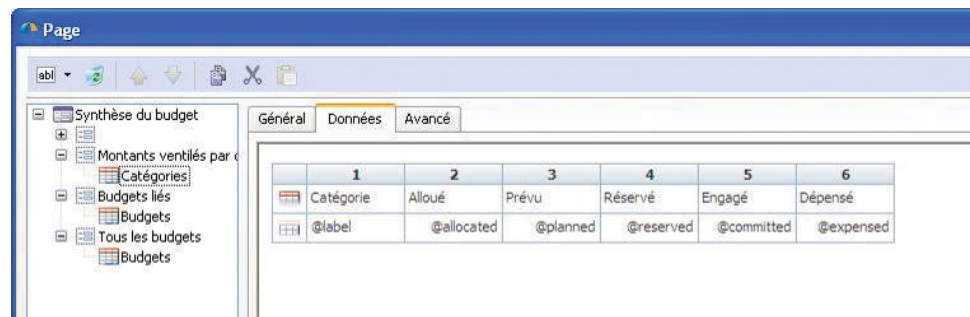 Page
abl
Synthèse du budget
Montants ventilés par
Catégories
Budgets liés
Budgets
Tous les budgets
Budgets
Général Données Avancé
1 2 3 4 5 6
Catégorie Alloué Prévu Réservé Engagé Dépensé
@label @allocated @planned @reserved @committed @expensed